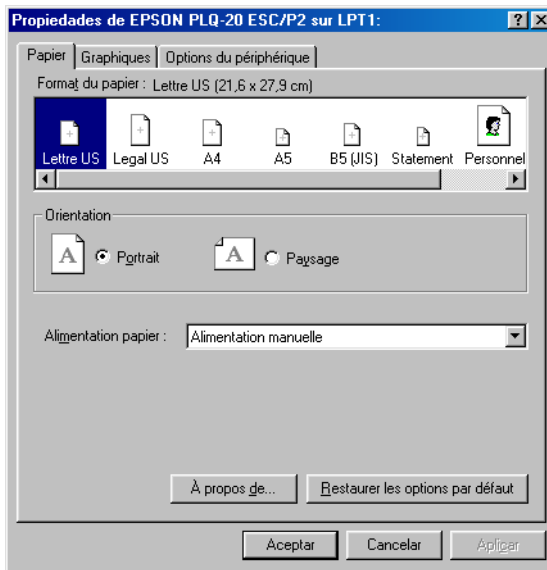 Propiedades de EPSON PLQ-20 ESC/P2 sur LPT1:
Papier Graphiques Options du périphérique
Format du papier : Lettre US (21,6 x 27,9 cm)
Lettre US Legal US A4 A5 B5 (JIS) Statement Personnel
Orientation
A Portrait A Paysage
Alimentation papier : Alimentation manuelle
À propos de... Restaurer les options par défaut
Aceptar Cancelar Aplicar